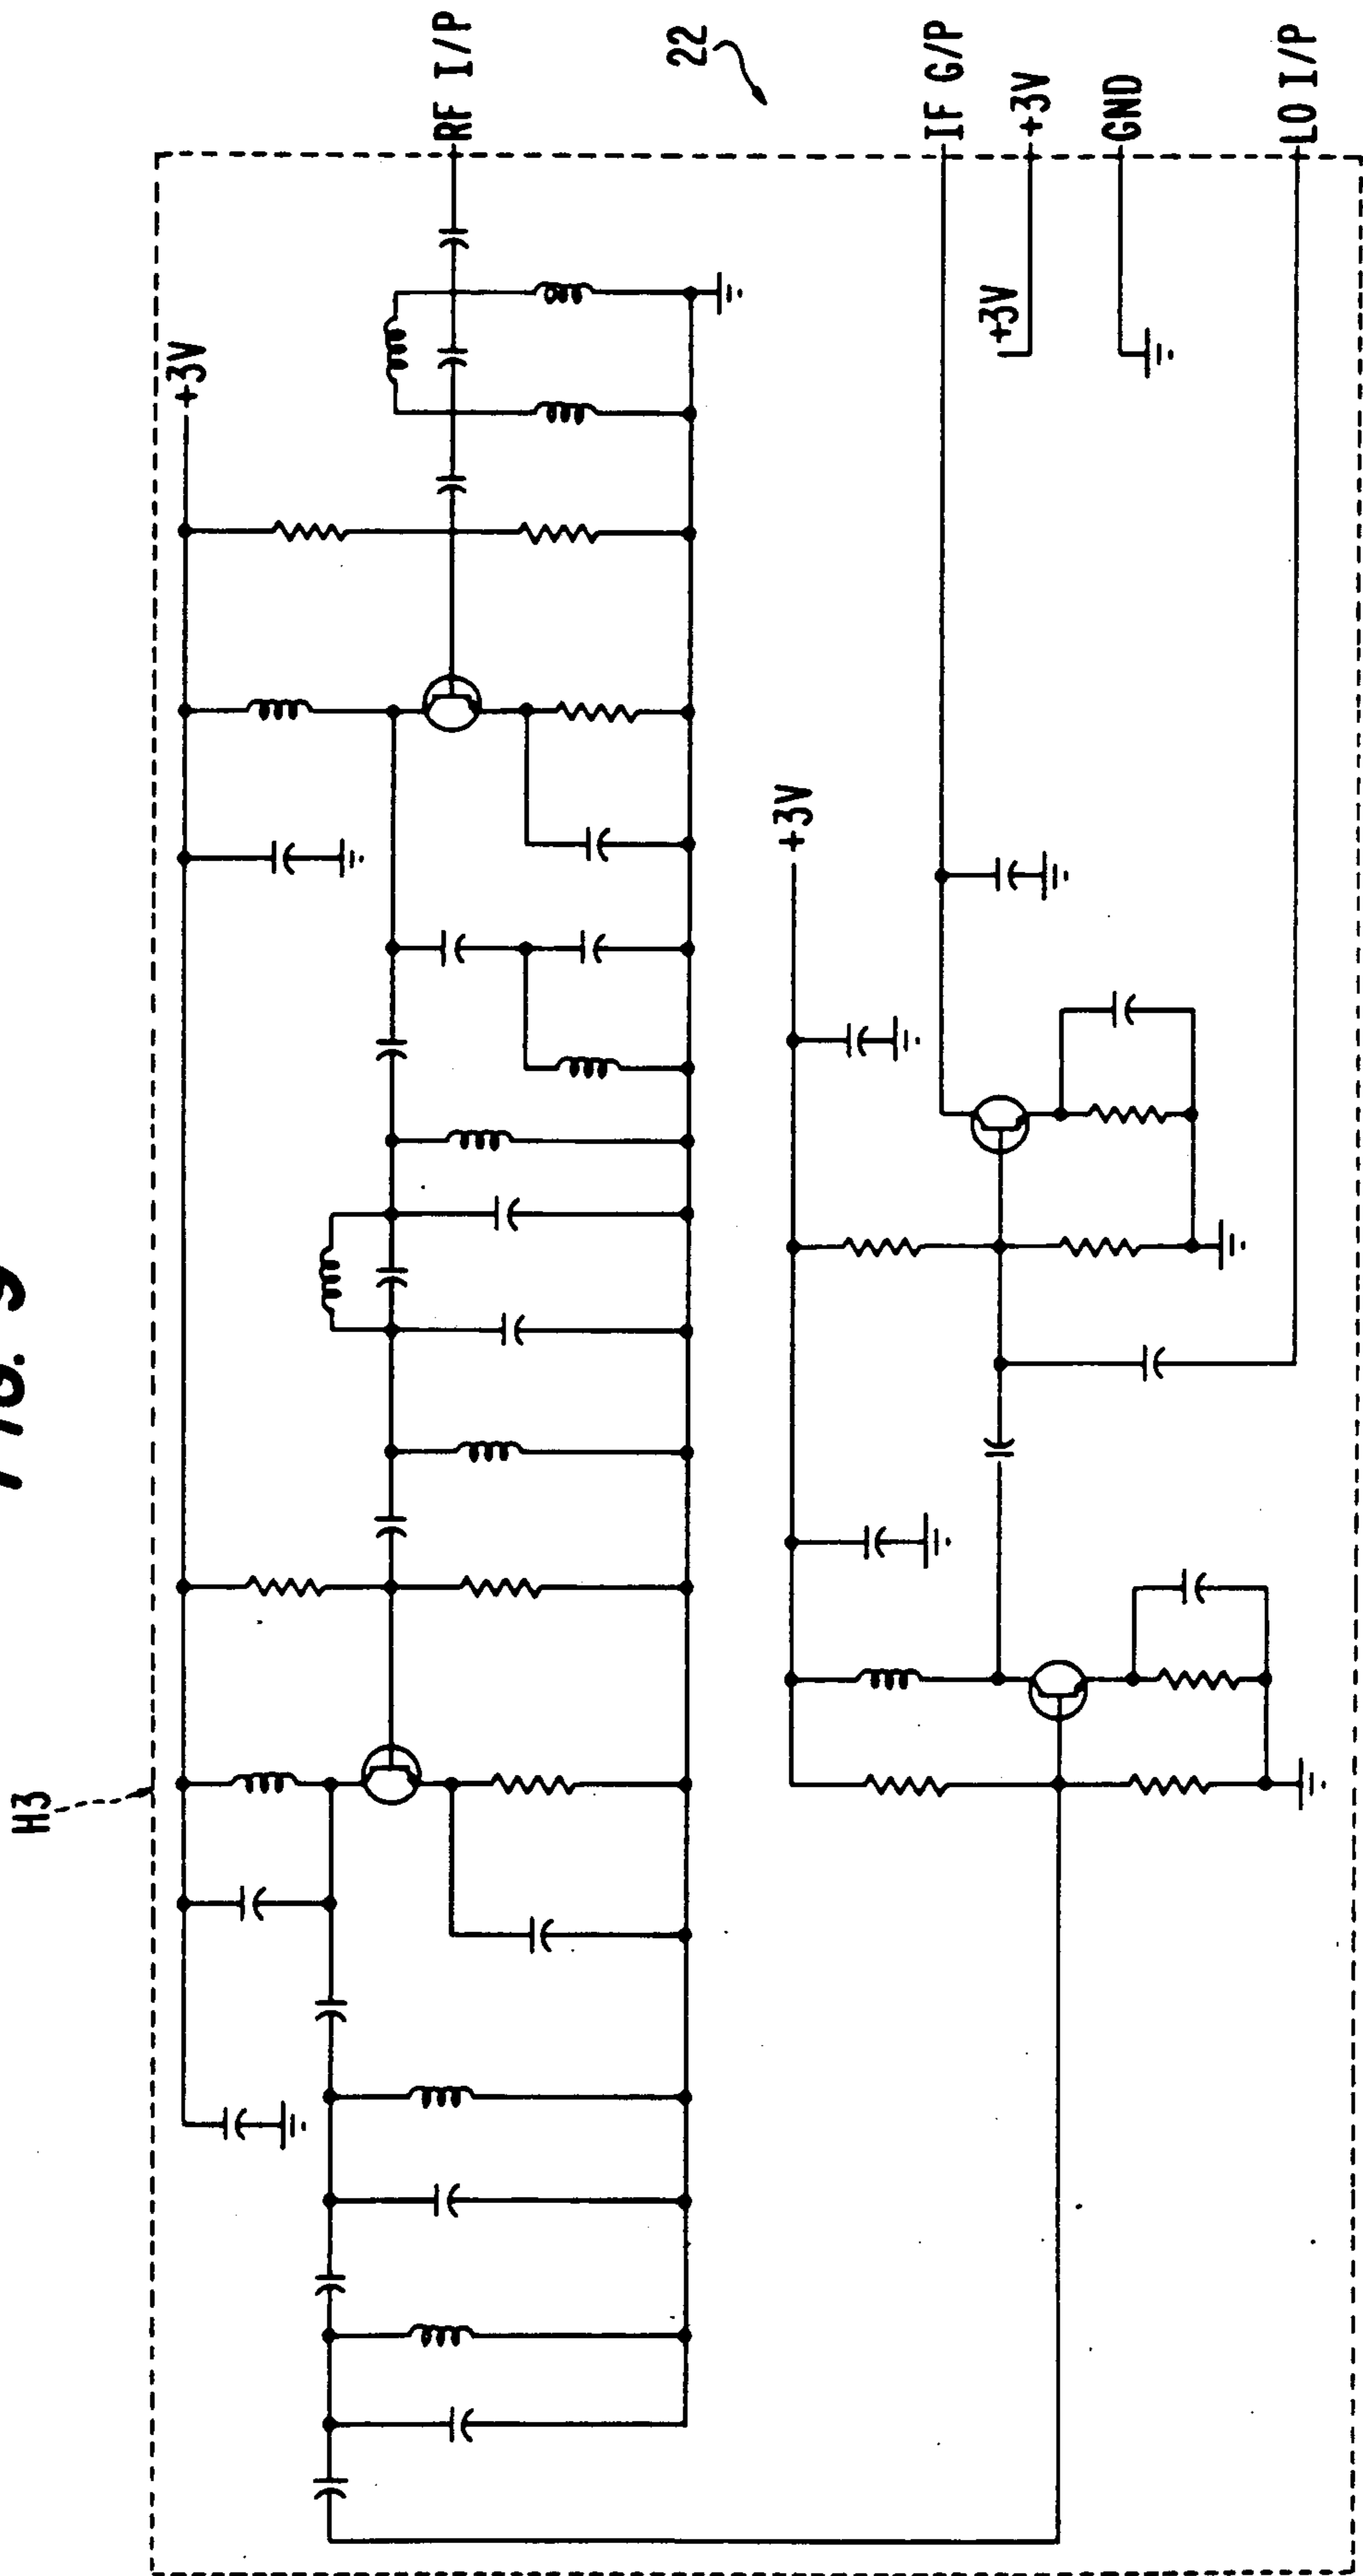 FIG. 9
H3
+3V
RF I/P
22
+3V
IF G/P
+3V
+3V
GND
LO I/P